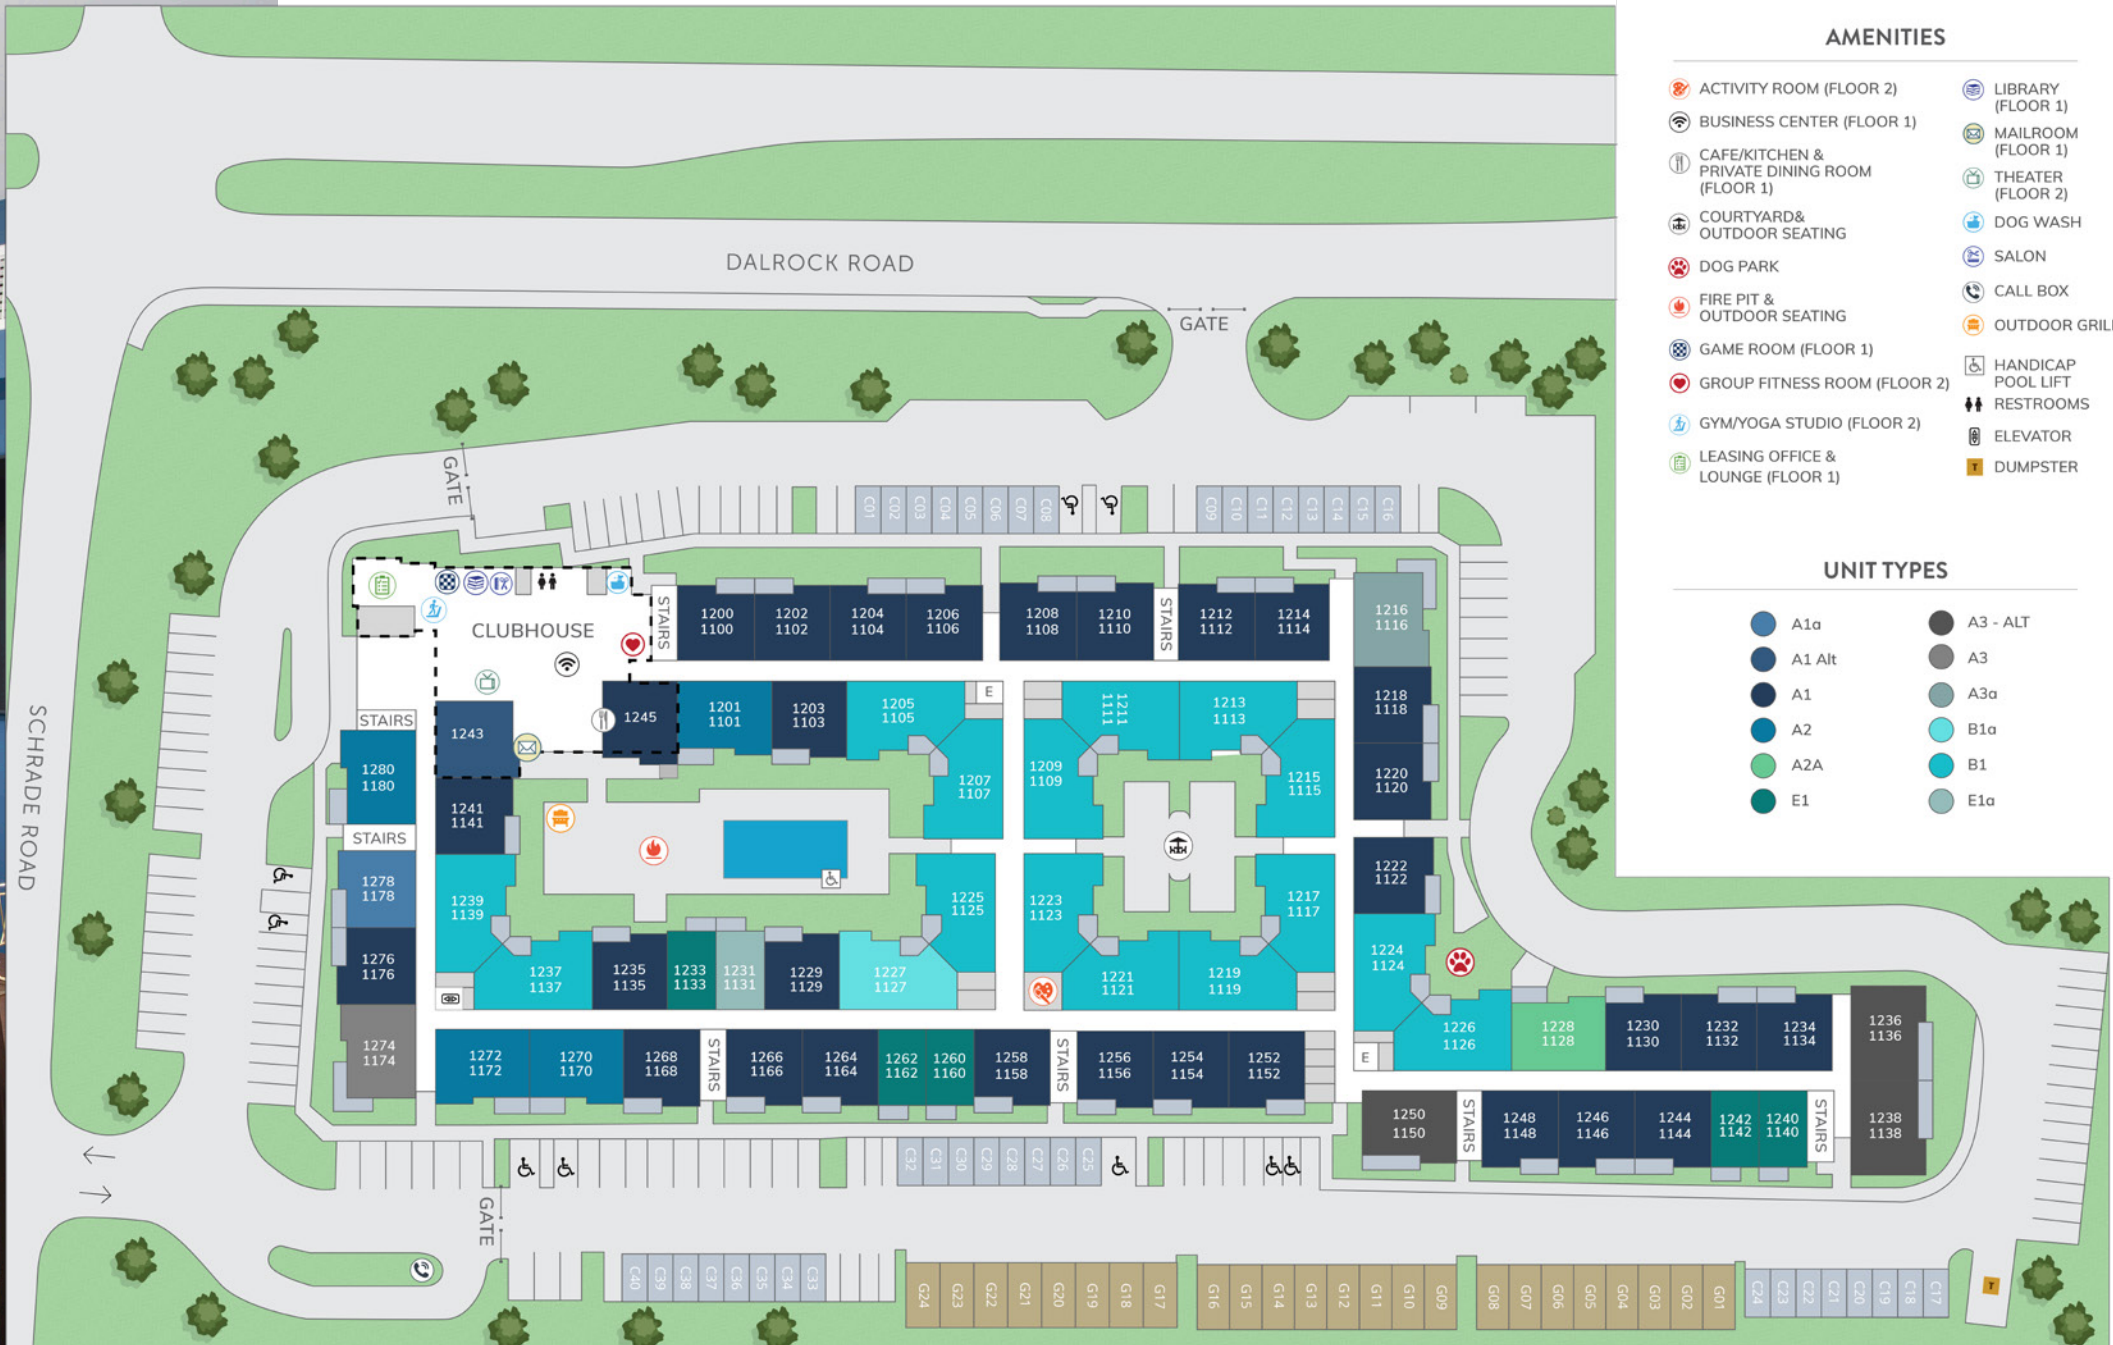 AMENITIES
ACTIVITY ROOM (FLOOR 2)
BUSINESS CENTER (FLOOR 1)
CAFE/KITCHEN &
PRIVATE DINING ROOM
(FLOOR 1)
COURTYARD&
OUTDOOR SEATING
DOG PARK
FIRE PIT &
OUTDOOR SEATING
GAME ROOM (FLOOR 1)
GROUP FITNESS ROOM (FLOOR 2)
GYM/YOGA STUDIO (FLOOR 2)
LEASING OFFICE &
LOUNGE (FLOOR 1)
LIBRARY
(FLOOR 1)
MAILROOM
(FLOOR 1)
THEATER
(FLOOR 2)
DOG WASH
SALON
CALL BOX
OUTDOOR GRILL
HANDICAP
POOL LIFT
RESTROOMS
ELEVATOR
T DUMPSTER
UNIT TYPES
A1a
A1 Alt
A1
A2
A2A
E1
A3 - ALT
A3
A3a
B1a
B1
E1a
DALROCK ROAD
SCHRADE ROAD
GATE
GATE
C01 C02 C03 C04 C05 C06 C07 C08
C09 C10 C11 C12 C13 C14 C15 C16
CLUBHOUSE
STAIRS
1200
1100
1202
1102
1204
1104
1206
1106
1208
1108
1210
1110
STAIRS
1212
1112
1214
1114
1216
1116
1243
1245
1201
1101
1203
1103
1205
1105
E
1211
1111
1213
1113
1218
1118
STAIRS
1280
1180
1241
1141
1207
1107
1209
1109
1215
1115
1220
1120
STAIRS
1278
1178
1239
1139
1225
1125
1223
1123
1217
1117
1222
1122
1276
1176
1237
1137
1235
1135
1233
1133
1231
1131
1229
1129
1227
1127
1221
1121
1219
1119
1224
1124
1274
1174
1272
1172
1270
1170
1268
1168
STAIRS
1266
1166
1264
1164
1262
1162
1260
1160
1258
1158
STAIRS
1256
1156
1254
1154
1252
1152
E
1226
1126
1228
1128
1230
1130
1232
1132
1234
1134
1236
1136
1250
1150
STAIRS
1248
1148
1246
1146
1244
1144
1242
1142
1240
1140
STAIRS
1238
1138
C32 C31 C30 C29 C28 C27 C26 C25
GATE
C40 C39 C38 C37 C36 C35 C34 C33
G24 G23 G22 G21 G20 G19 G18 G17
G16 G15 G14 G13 G12 G11 G10 G09
G08 G07 G06 G05 G04 G03 G02 G01
C24 C23 C22 C21 C20 C19 C18 C17
T